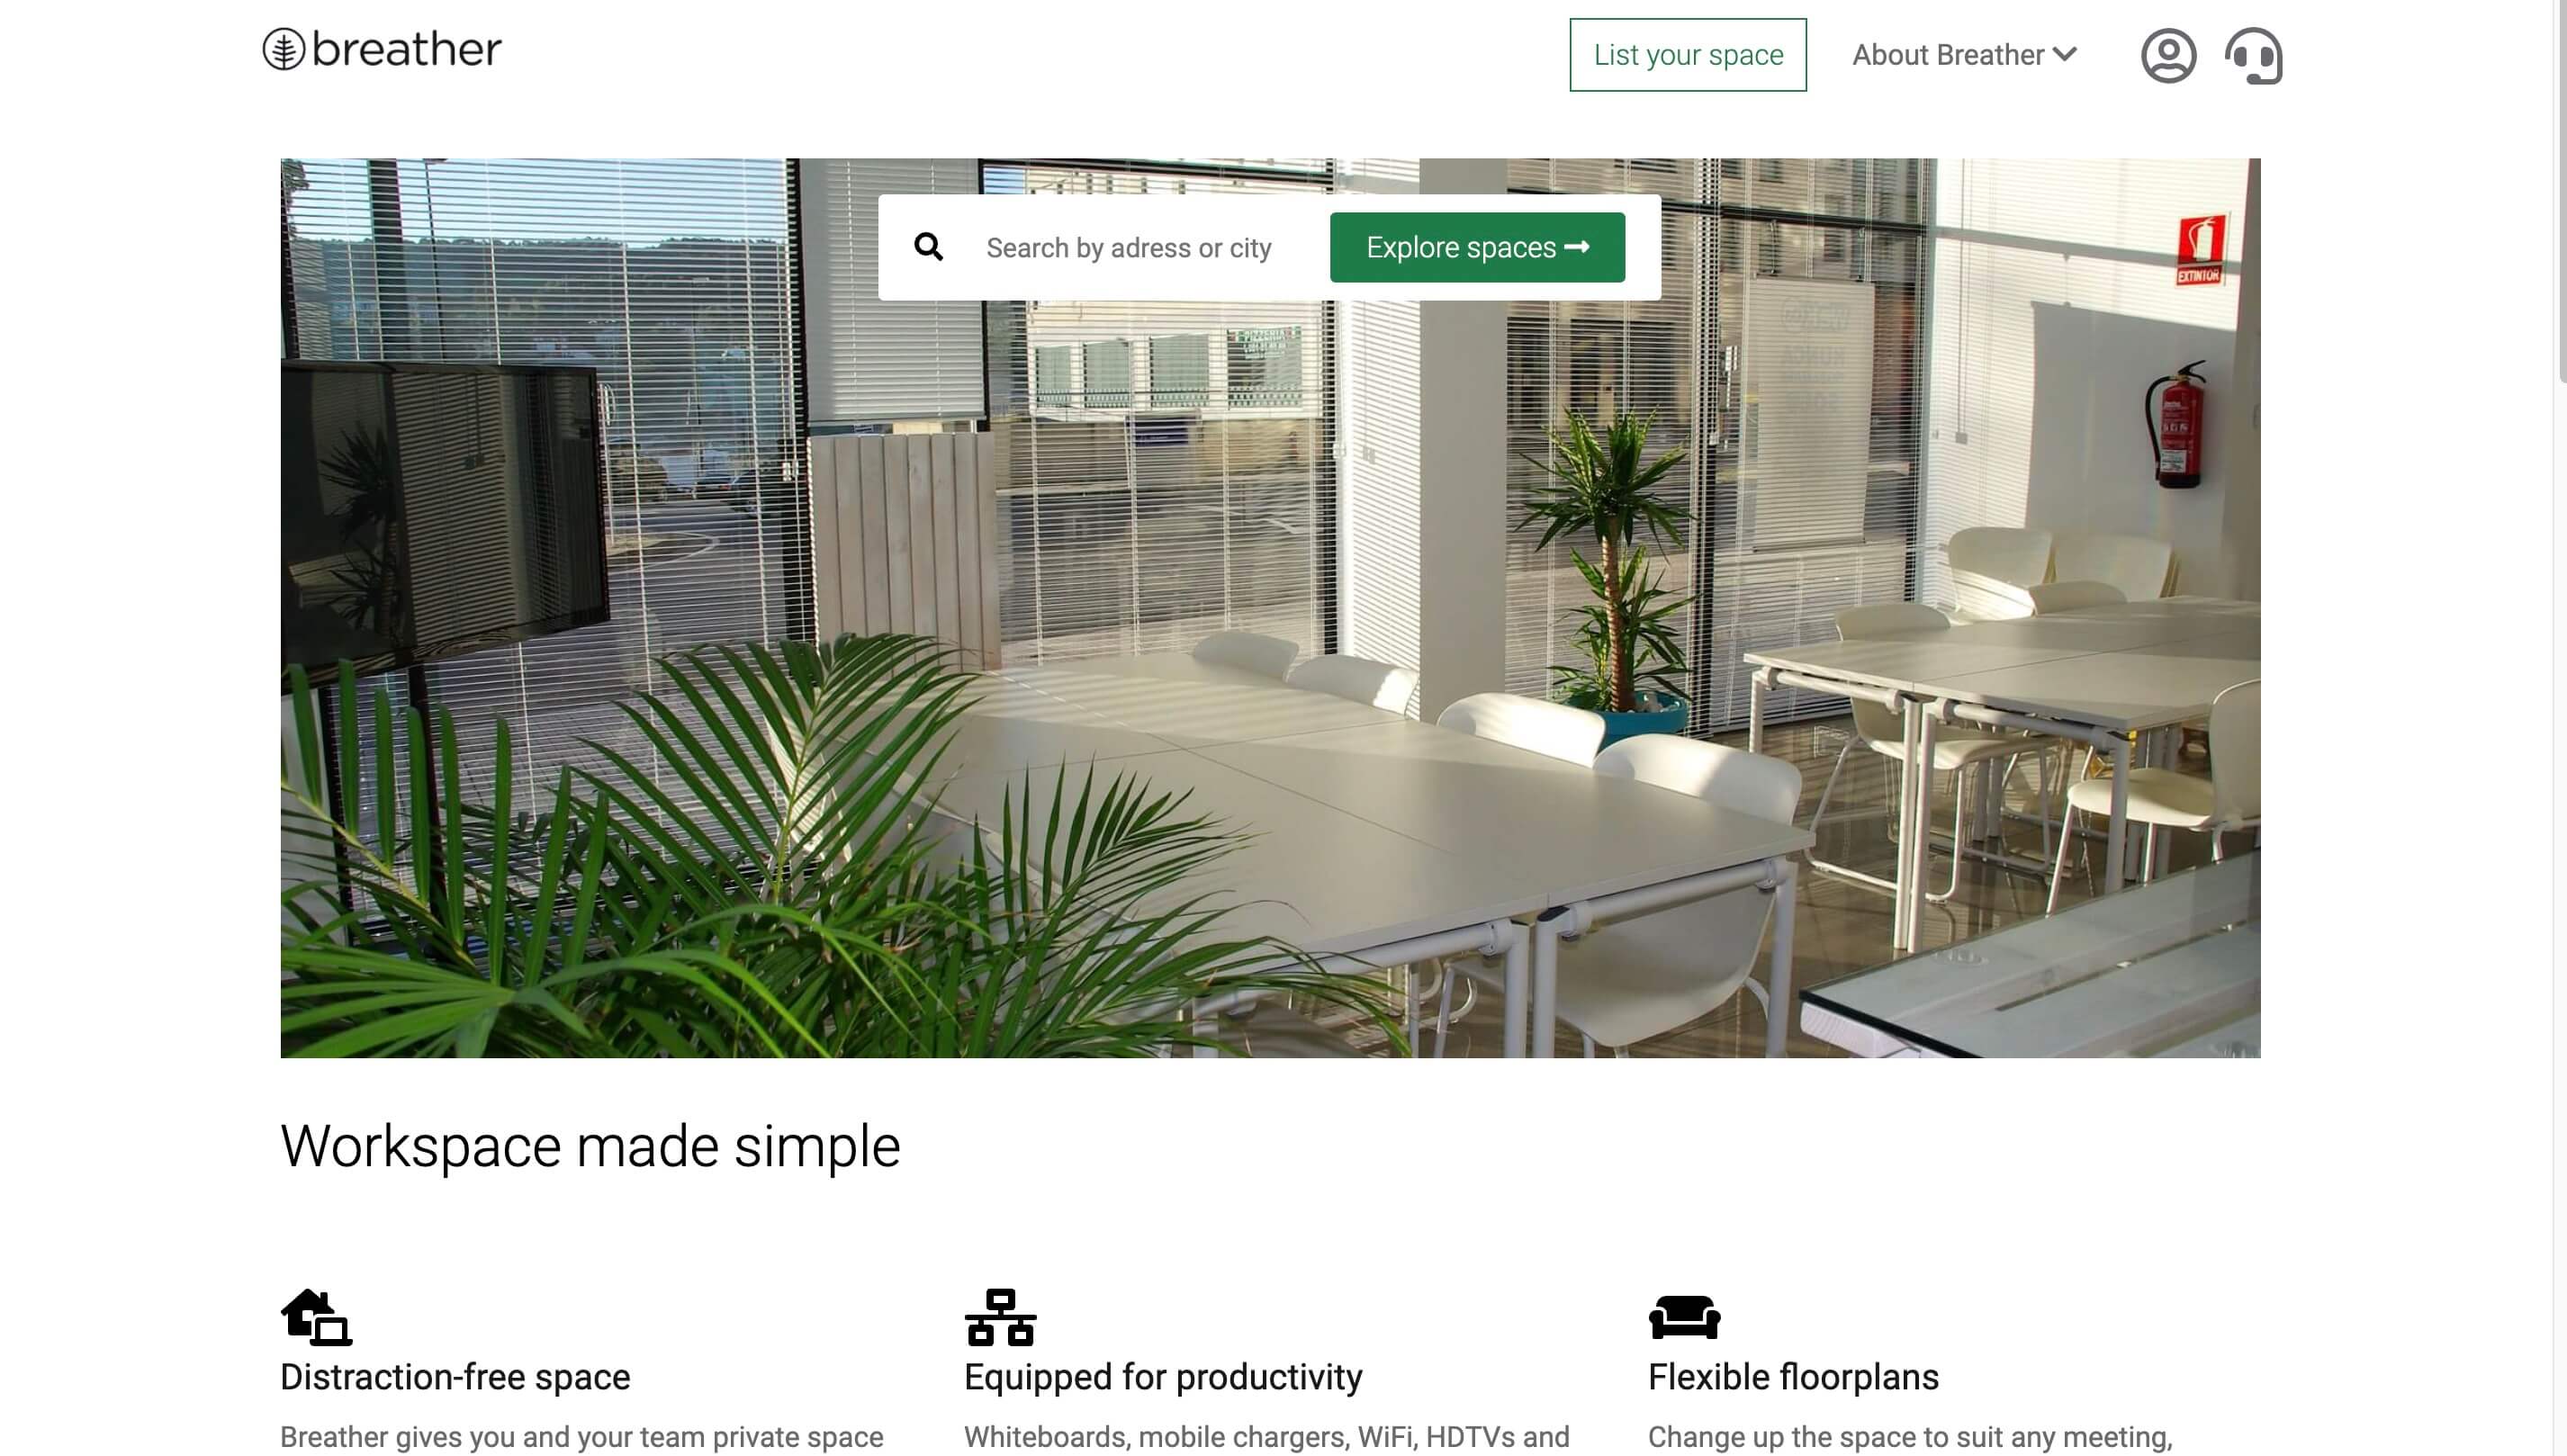 breather
List your space
About Breather
Search by adress or city
Explore spaces
EXTINTOR
PIZZERIA
Workspace made simple
Distraction-free space
Equipped for productivity
Flexible floorplans
Breather gives you and your team private space
Whiteboards, mobile chargers, WiFi, HDTVs and
Change up the space to suit any meeting,